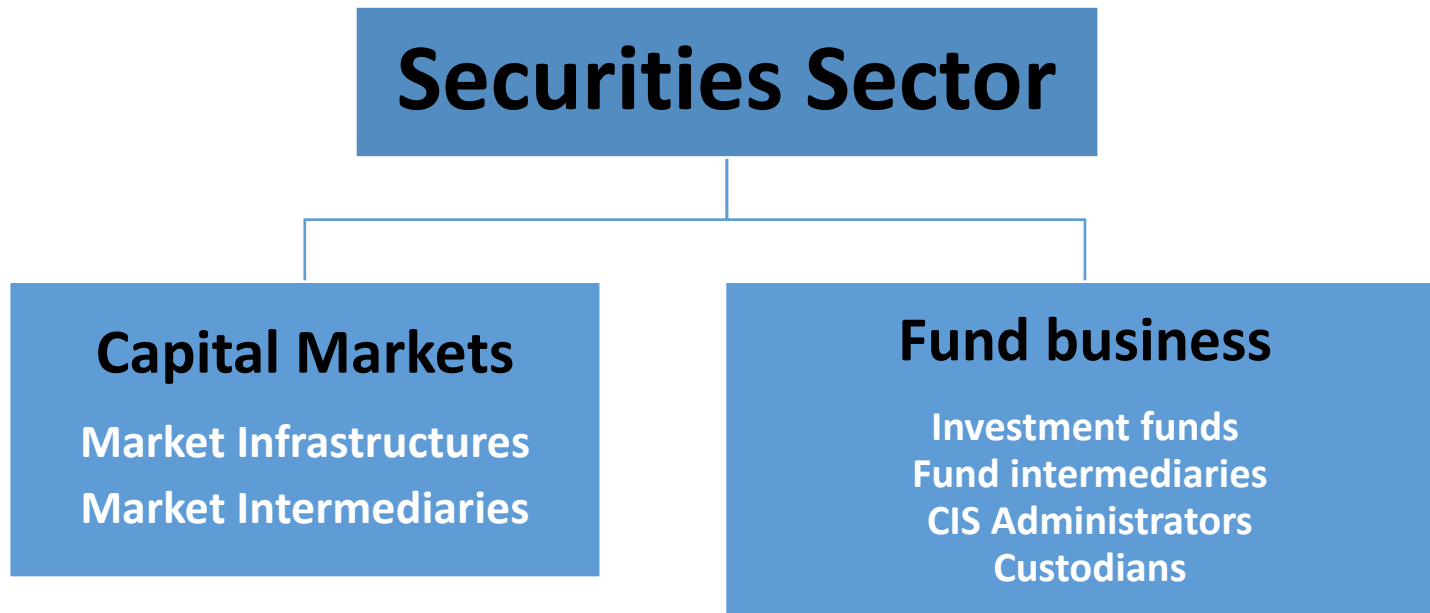 Securities Sector
Capital Markets
Market Infrastructures
Market Intermediaries
Fund business
Investment funds
Fund intermediaries
CIS Administrators
Custodians